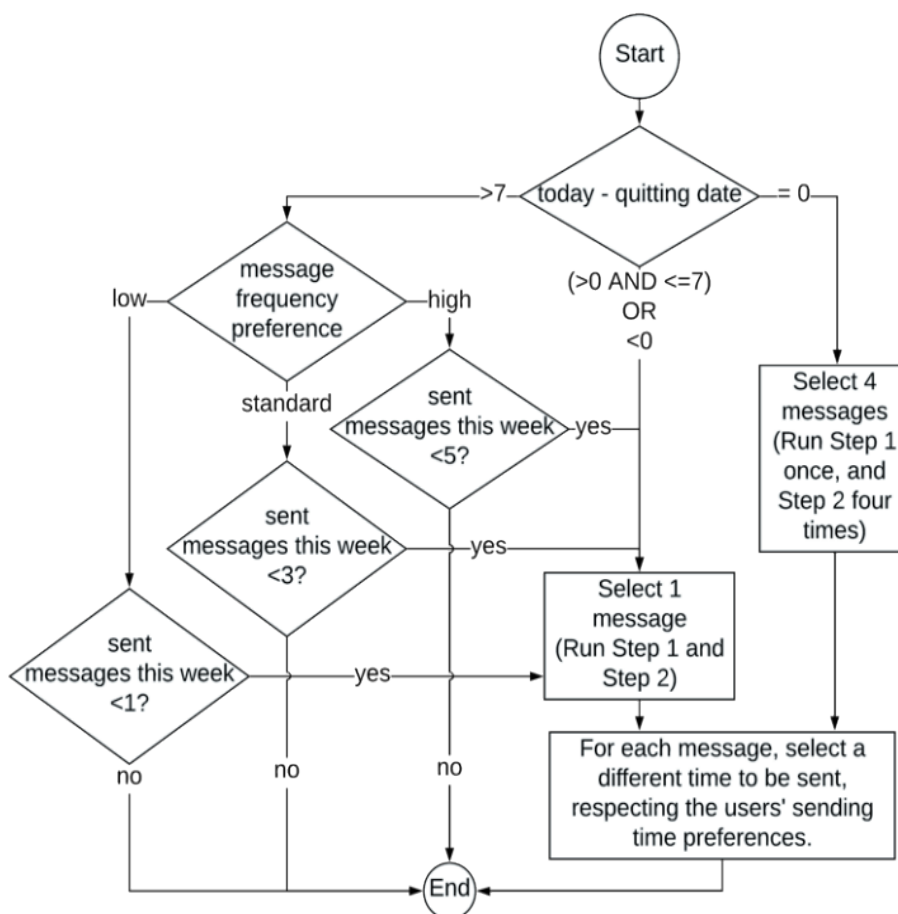 Start
today - quitting date
>7
= 0
(>0 AND <=7)
OR
<0
message
frequency
preference
low
high
standard
sent
messages this week
<5?
yes
Select 4
messages
(Run Step 1
once, and
Step 2 four
times)
sent
messages this week
<3?
yes
Select 1
message
(Run Step 1 and
Step 2)
sent
messages this week
<1?
yes
no
no
no
For each message, select a
different time to be sent,
respecting the users' sending
time preferences.
End